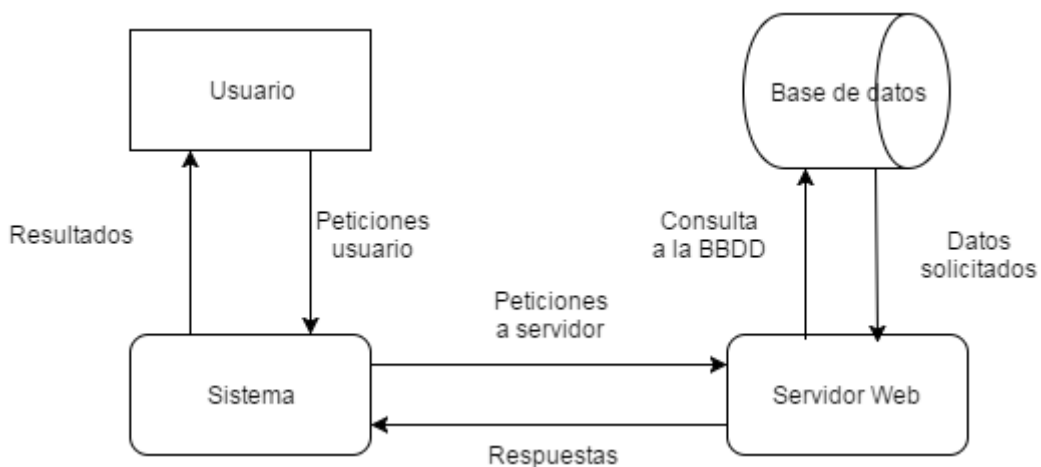 Usuario
Base de datos
Resultados
Peticiones
usuario
Consulta
a la BBDD
Datos
solicitados
Peticiones
a servidor
Sistema
Servidor Web
Respuestas